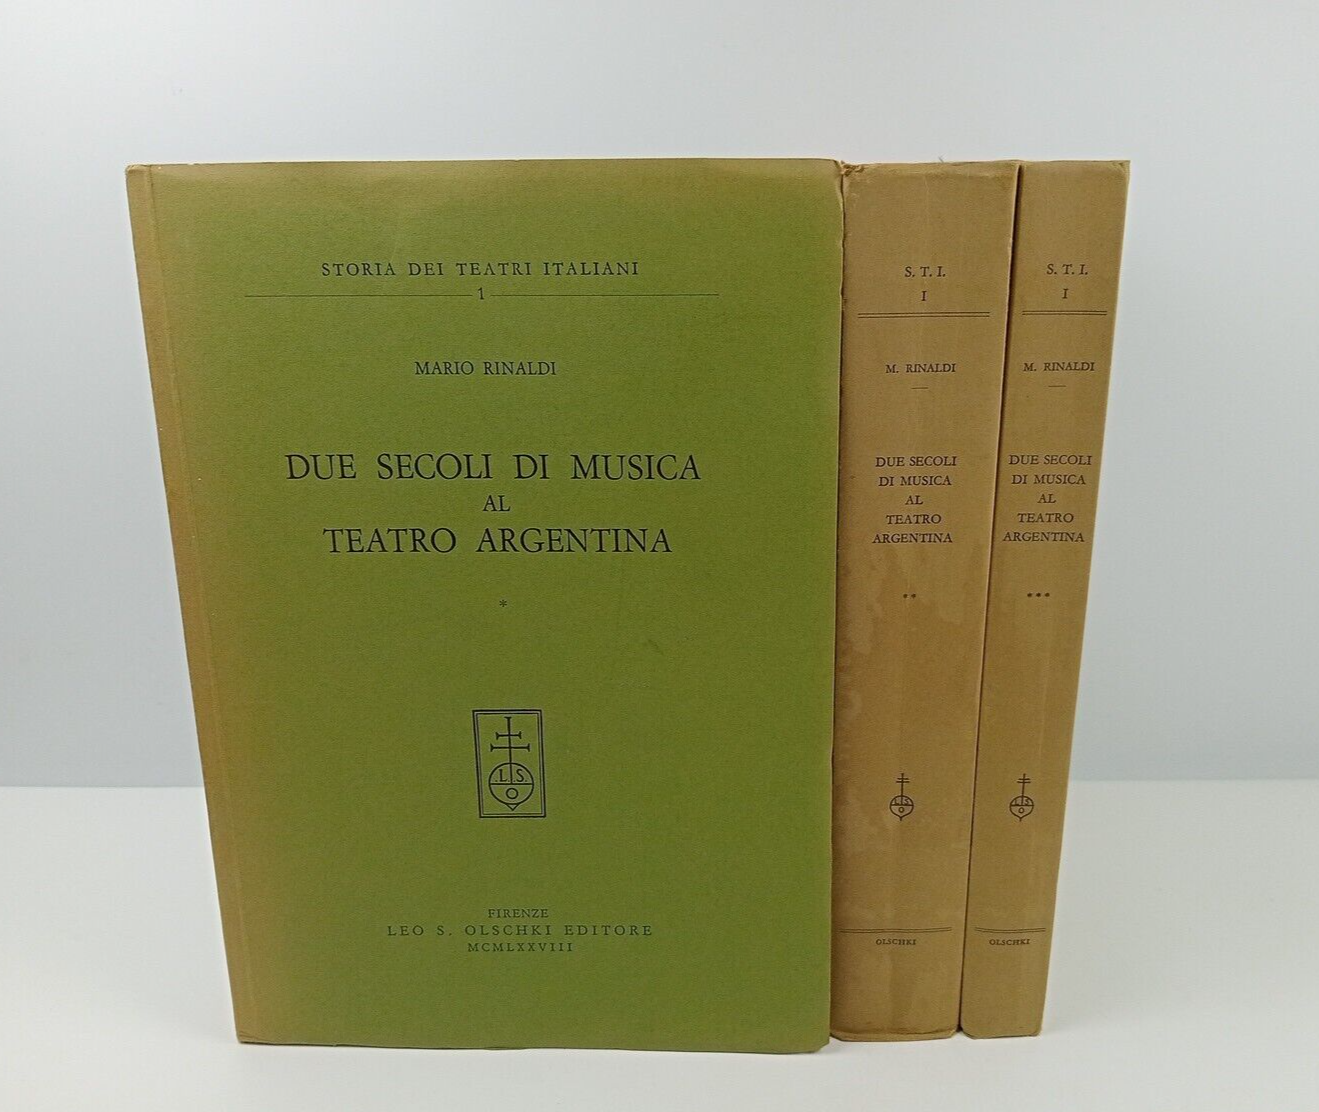 STORIA DEI TEATRI ITALIANI
1
MARIO RINALDI
DUE SECOLI DI MUSICA
AL
TEATRO ARGENTINA
*
.L.S.
O
FIRENZE
LEO S. OLSCHKI EDITORE
MCMLXXVIII
S. T. I.
I
M. RINALDI
DUE SECOLI
DI MUSICA
AL
TEATRO
ARGENTINA
**
L S
O
OLSCHKI
S. T. I.
I
M. RINALDI
DUE SECOLI
DI MUSICA
AL
TEATRO
ARGENTINA
***
L S
O
OLSCHKI